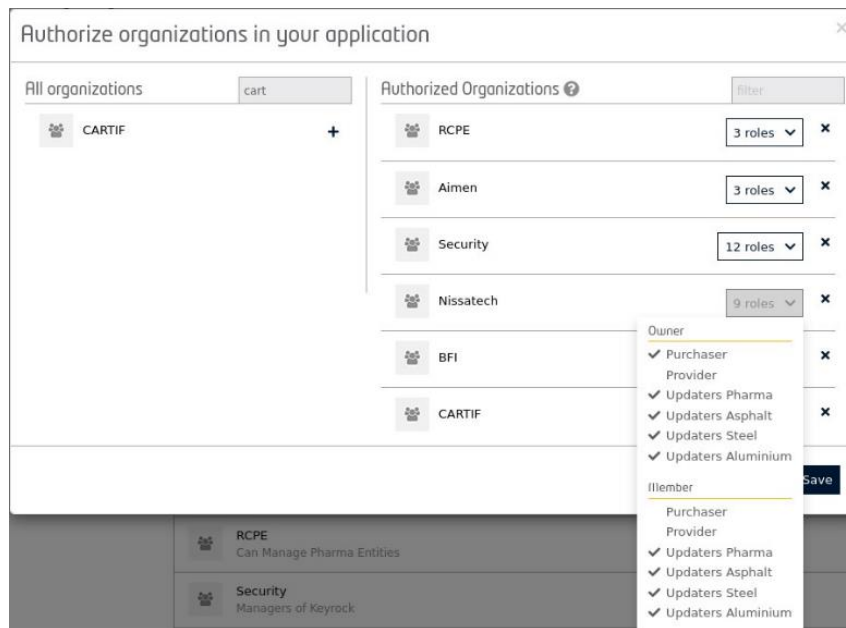 Authorize organizations in your application
×
All organizations
cart
CARTIF
+
Authorized Organizations ?
filter
RCPE
3 roles
×
Aimen
3 roles
×
Security
12 roles
×
Nissatech
9 roles
×
BFI
×
CARTIF
×
Owner
✓ Purchaser
Provider
✓ Updaters Pharma
✓ Updaters Asphalt
✓ Updaters Steel
✓ Updaters Aluminium
Member
Purchaser
Provider
✓ Updaters Pharma
✓ Updaters Asphalt
✓ Updaters Steel
✓ Updaters Aluminium
Save
RCPE
Can Manage Pharma Entities
Security
Managers of Keyrock